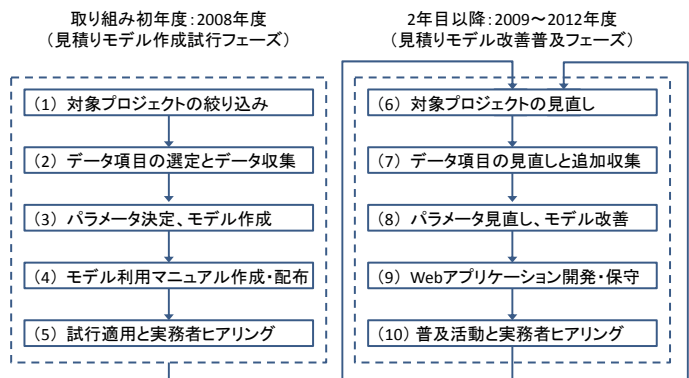 取り組み初年度:2008年度
(見積りモデル作成試行フェーズ)
(1) 対象プロジェクトの絞り込み
(2) データ項目の選定とデータ収集
(3) パラメータ決定、モデル作成
(4) モデル利用マニュアル作成・配布
(5) 試行適用と実務者ヒアリング
2年目以降:2009～2012年度
(見積りモデル改善普及フェーズ)
(6) 対象プロジェクトの見直し
(7) データ項目の見直しと追加収集
(8) パラメータ見直し、モデル改善
(9) Webアプリケーション開発・保守
(10) 普及活動と実務者ヒアリング